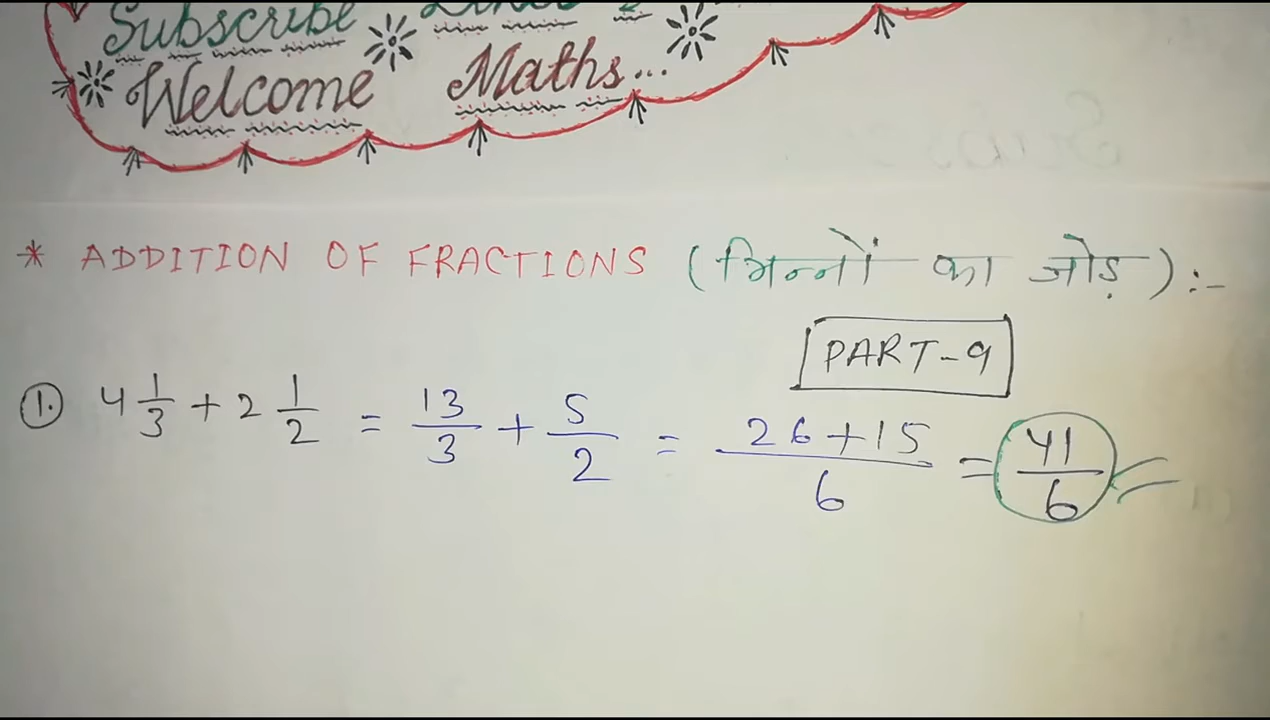 Subscribe
Welcome Maths...
* ADDITION OF FRACTIONS (भिन्नों का जोड़) :-
PART-9
1. 4 1/3 + 2 1/2 = 13/3 + 5/2 = 26+15/6 = 41/6